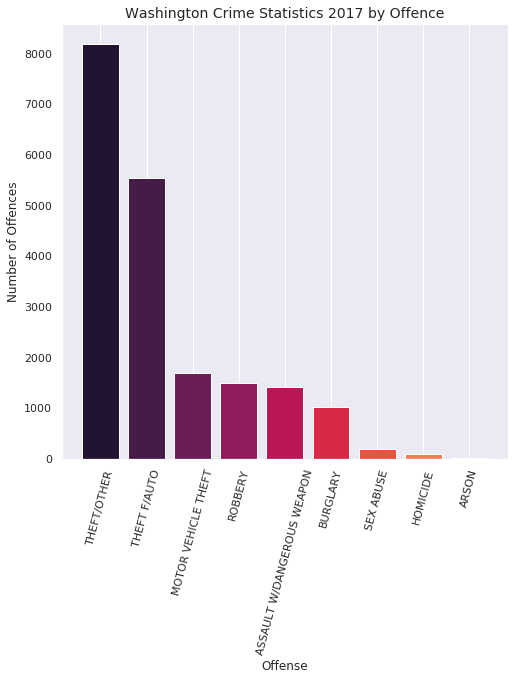 Washington Crime Statistics 2017 by Offence
Number of Offences
8000
7000
6000
5000
4000
3000
2000
1000
0
THEFT/OTHER
THEFT F/AUTO
MOTOR VEHICLE THEFT
ROBBERY
ASSAULT W/DANGEROUS WEAPON
BURGLARY
SEX ABUSE
HOMICIDE
ARSON
Offense